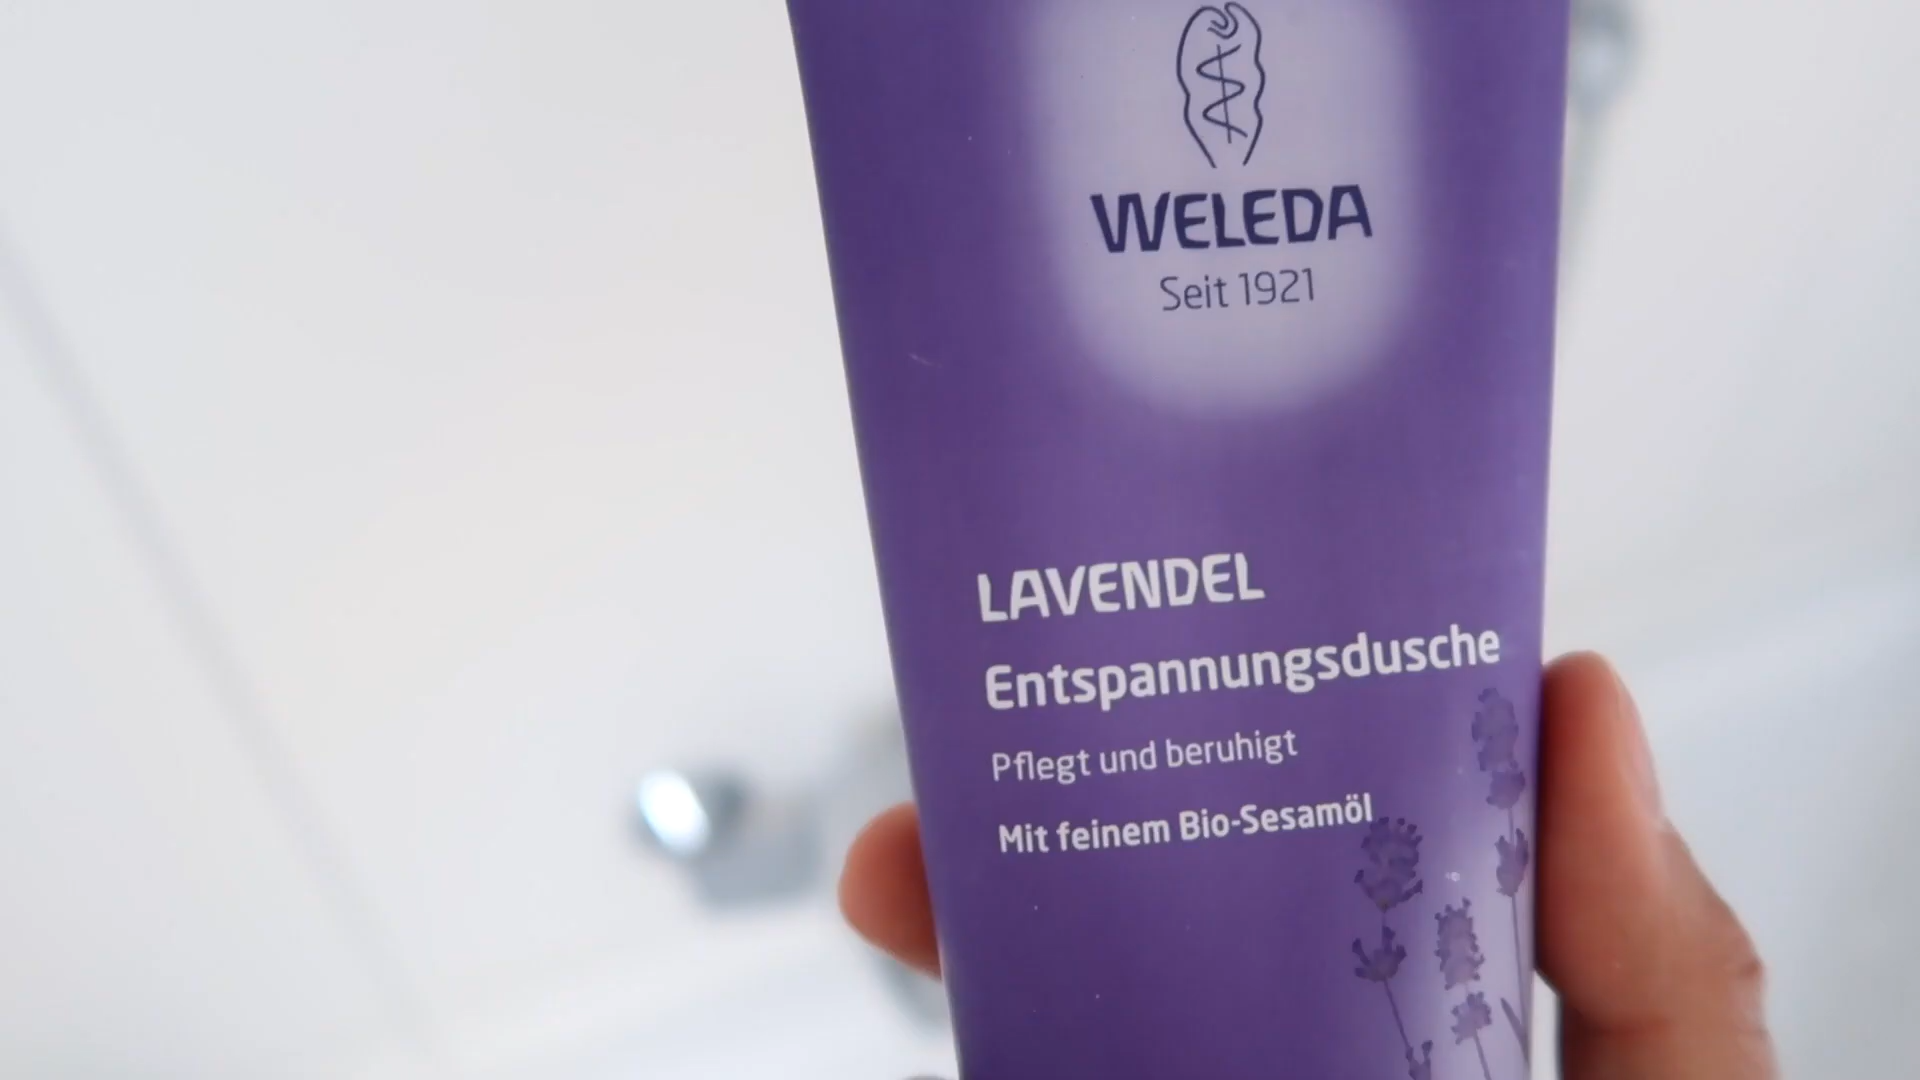 WELEDA
Seit 1921
LAVENDEL
Entspannungsdusche
Pflegt und beruhigt
Mit feinem Bio-Sesamöl